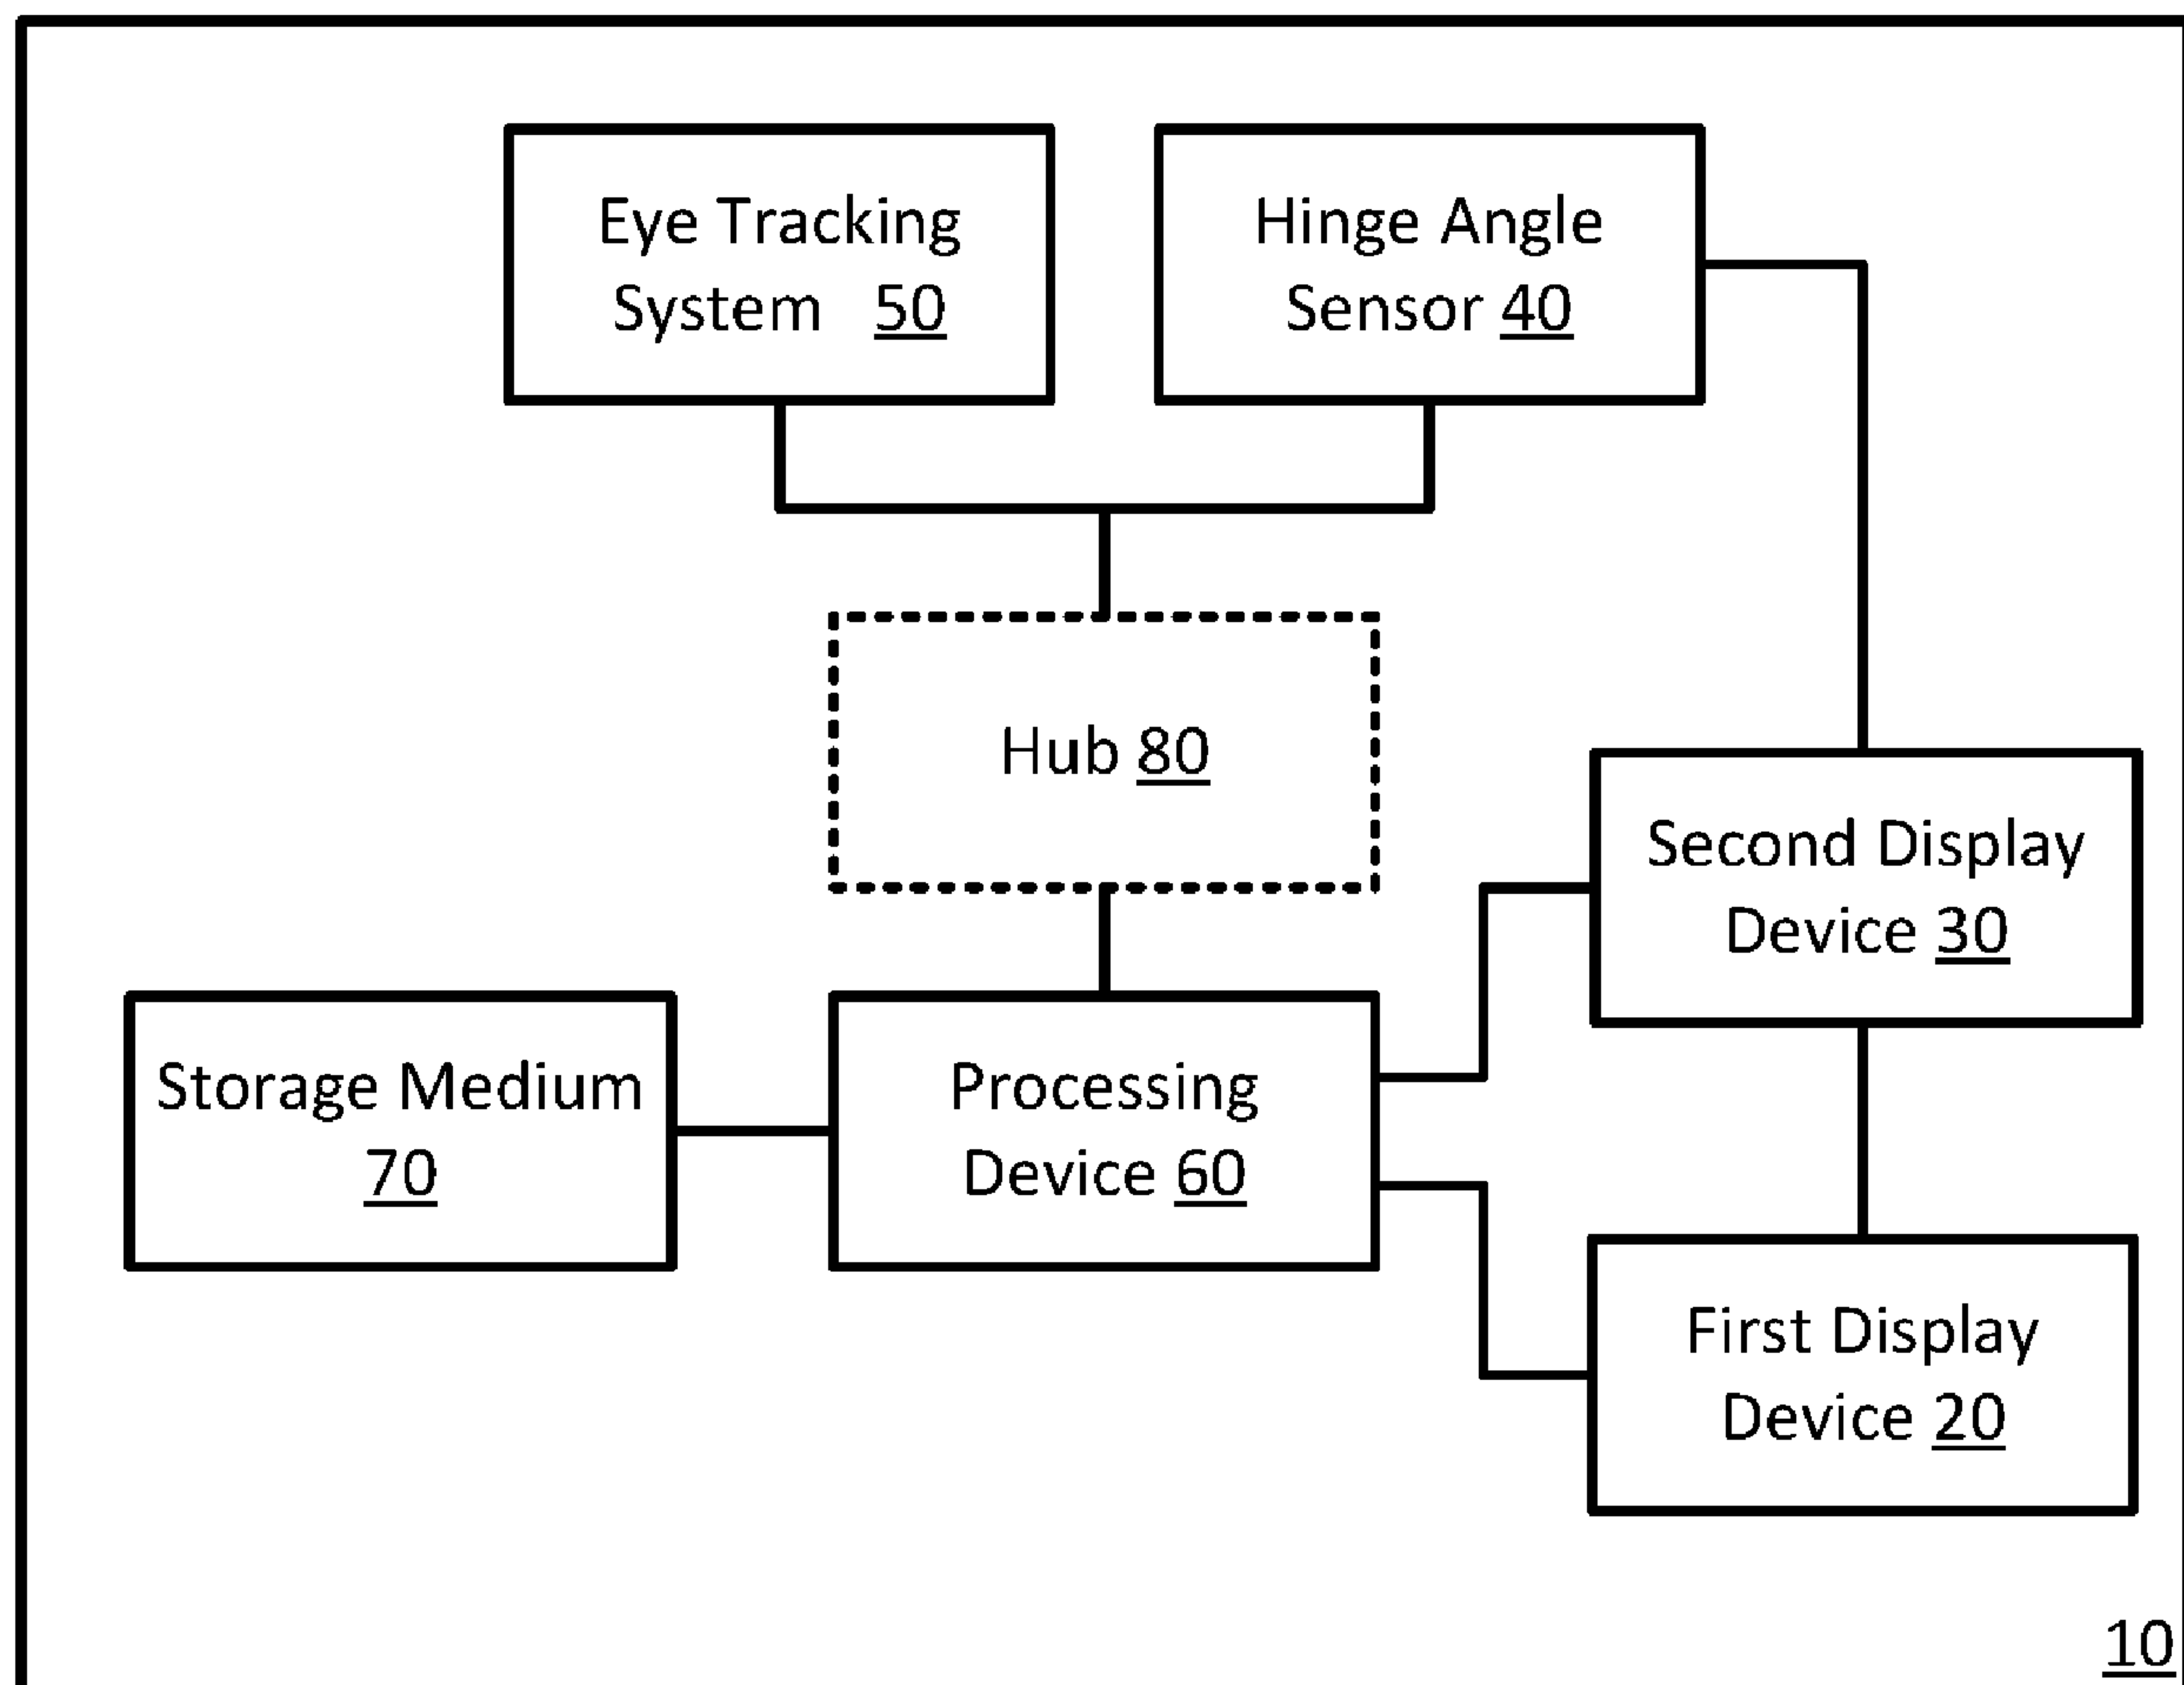 Eye Tracking
System 50
Hinge Angle
Sensor 40
Hub 80
Second Display
Device 30
Storage Medium
70
Processing
Device 60
First Display
Device 20
10